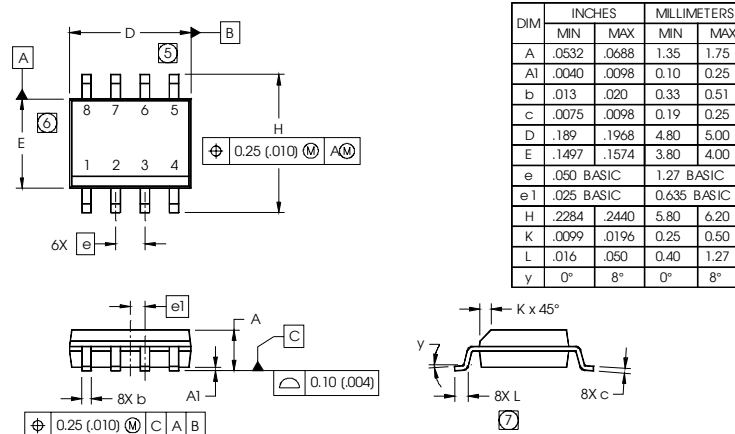 D
B
5
A
8 7 6 5
6
E
H
⌖ 0.25 (.010) Ⓜ A Ⓜ
1 2 3 4
6X e
DIM INCHES MILLIMETERS
MIN MAX MIN MAX
A .0532 .0688 1.35 1.75
A1 .0040 .0098 0.10 0.25
b .013 .020 0.33 0.51
c .0075 .0098 0.19 0.25
D .189 .1968 4.80 5.00
E .1497 .1574 3.80 4.00
e .050 BASIC 1.27 BASIC
e1 .025 BASIC 0.635 BASIC
H .2284 .2440 5.80 6.20
K .0099 .0196 0.25 0.50
L .016 .050 0.40 1.27
y 0° 8° 0° 8°
e1
A
C
A1
8X b
0.10 (.004)
⌖ 0.25 (.010) Ⓜ C A B
K x 45°
y
8X L
8X c
7